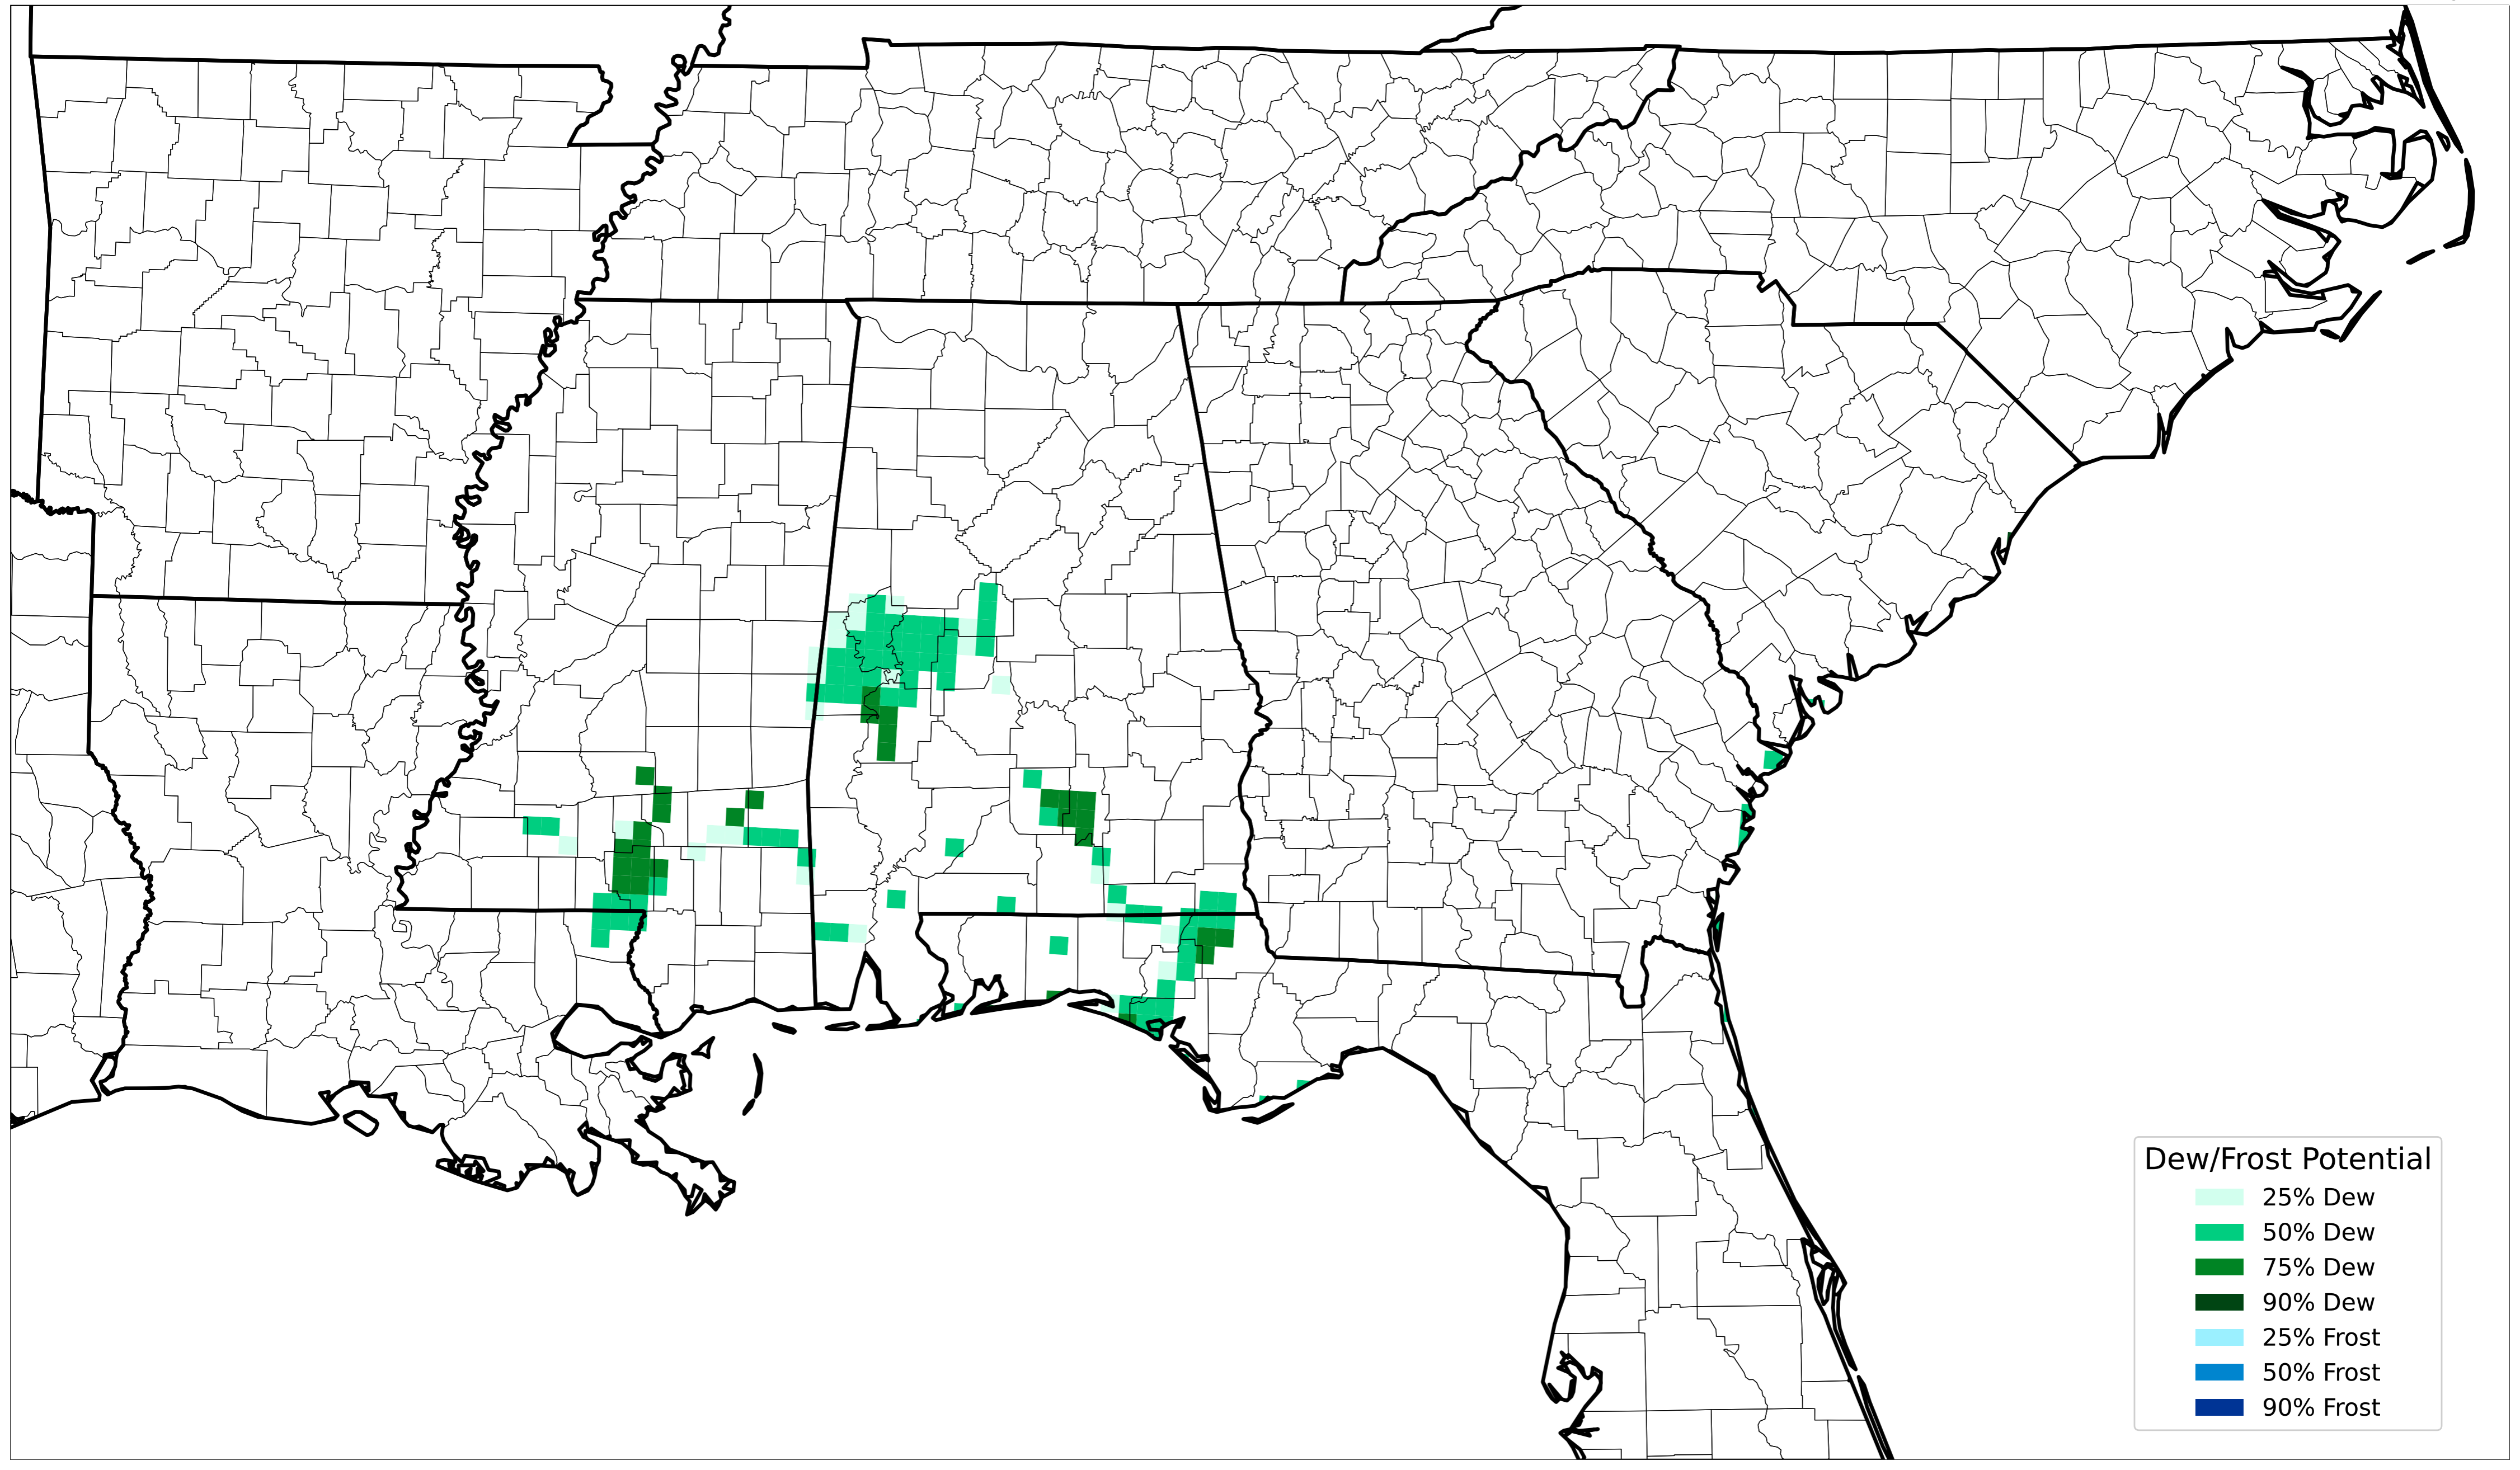 Dew/Frost Potential
25% Dew
50% Dew
75% Dew
90% Dew
25% Frost
50% Frost
90% Frost